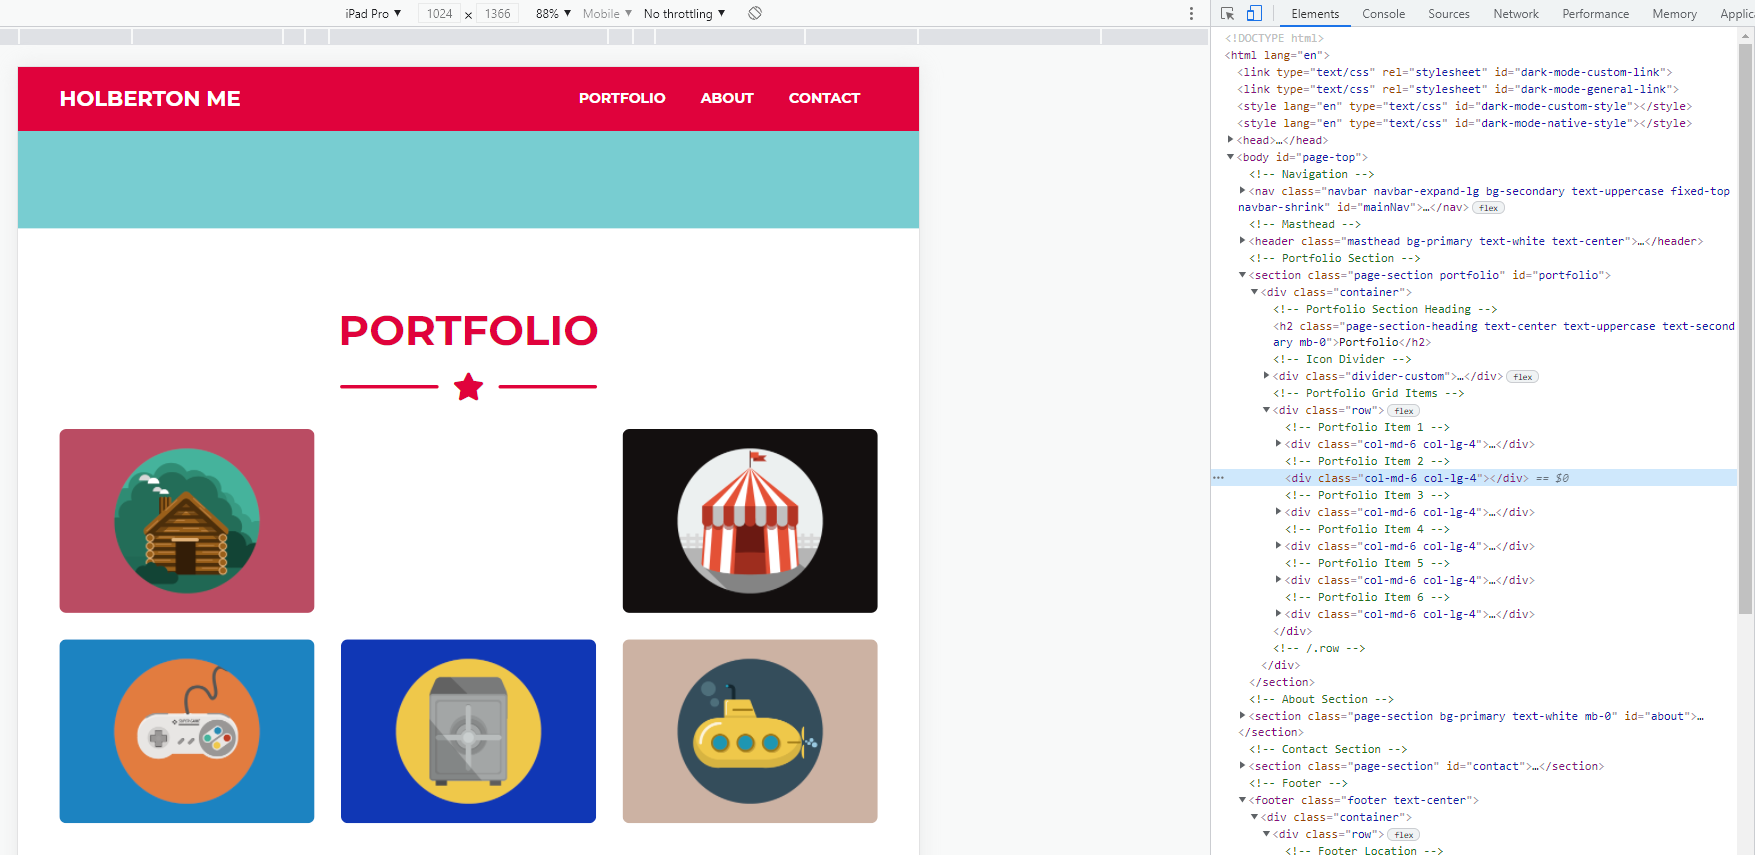 iPad Pro ▼ 1024 x 1366 88% ▼ Mobile ▼ No throttling ▼
Elements Console Sources Network Performance Memory Applic
HOLBERTON ME PORTFOLIO ABOUT CONTACT
PORTFOLIO
SUPER GAME
<!DOCTYPE html>
<html lang="en">
<link type="text/css" rel="stylesheet" id="dark-mode-custom-link">
<link type="text/css" rel="stylesheet" id="dark-mode-general-link">
<style lang="en" type="text/css" id="dark-mode-custom-style"></style>
<style lang="en" type="text/css" id="dark-mode-native-style"></style>
<head>…</head>
<body id="page-top">
<!-- Navigation -->
<nav class="navbar navbar-expand-lg bg-secondary text-uppercase fixed-top
navbar-shrink" id="mainNav">…</nav> flex
<!-- Masthead -->
<header class="masthead bg-primary text-white text-center">…</header>
<!-- Portfolio Section -->
<section class="page-section portfolio" id="portfolio">
<div class="container">
<!-- Portfolio Section Heading -->
<h2 class="page-section-heading text-center text-uppercase text-second
ary mb-0">Portfolio</h2>
<!-- Icon Divider -->
<div class="divider-custom">…</div> flex
<!-- Portfolio Grid Items -->
<div class="row"> flex
<!-- Portfolio Item 1 -->
<div class="col-md-6 col-lg-4">…</div>
<!-- Portfolio Item 2 -->
<div class="col-md-6 col-lg-4"></div> == $0
<!-- Portfolio Item 3 -->
<div class="col-md-6 col-lg-4">…</div>
<!-- Portfolio Item 4 -->
<div class="col-md-6 col-lg-4">…</div>
<!-- Portfolio Item 5 -->
<div class="col-md-6 col-lg-4">…</div>
<!-- Portfolio Item 6 -->
<div class="col-md-6 col-lg-4">…</div>
</div>
<!-- /.row -->
</div>
</section>
<!-- About Section -->
<section class="page-section bg-primary text-white mb-0" id="about">…
</section>
<!-- Contact Section -->
<section class="page-section" id="contact">…</section>
<!-- Footer -->
<footer class="footer text-center">
<div class="container">
<div class="row"> flex
<!-- Footer Location -->